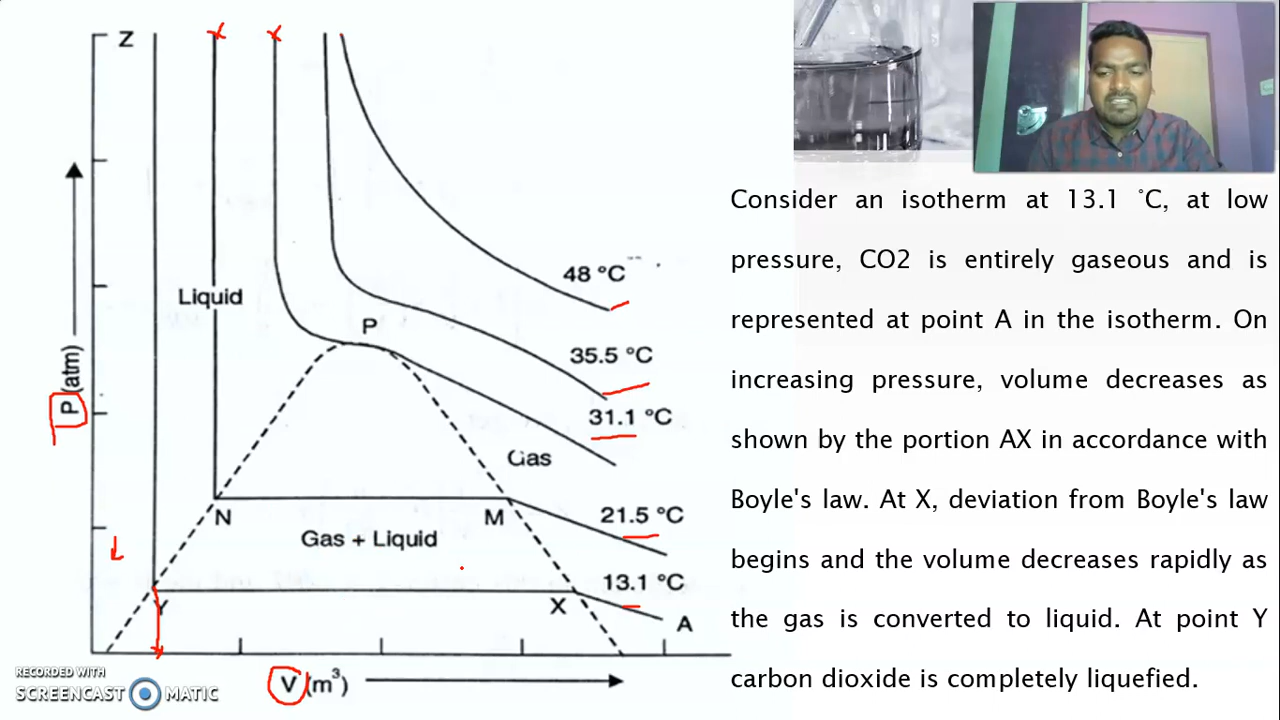 Z
Liquid
P
48 °C
35.5 °C
31.1 °C
Gas
21.5 °C
N
M
Gas + Liquid
13.1 °C
Y
X
A
P (atm)
V (m³)
RECORDED WITH
SCREENCAST MATIC
Consider an isotherm at 13.1 °C, at low
pressure, CO2 is entirely gaseous and is
represented at point A in the isotherm. On
increasing pressure, volume decreases as
shown by the portion AX in accordance with
Boyle's law. At X, deviation from Boyle's law
begins and the volume decreases rapidly as
the gas is converted to liquid. At point Y
carbon dioxide is completely liquefied.